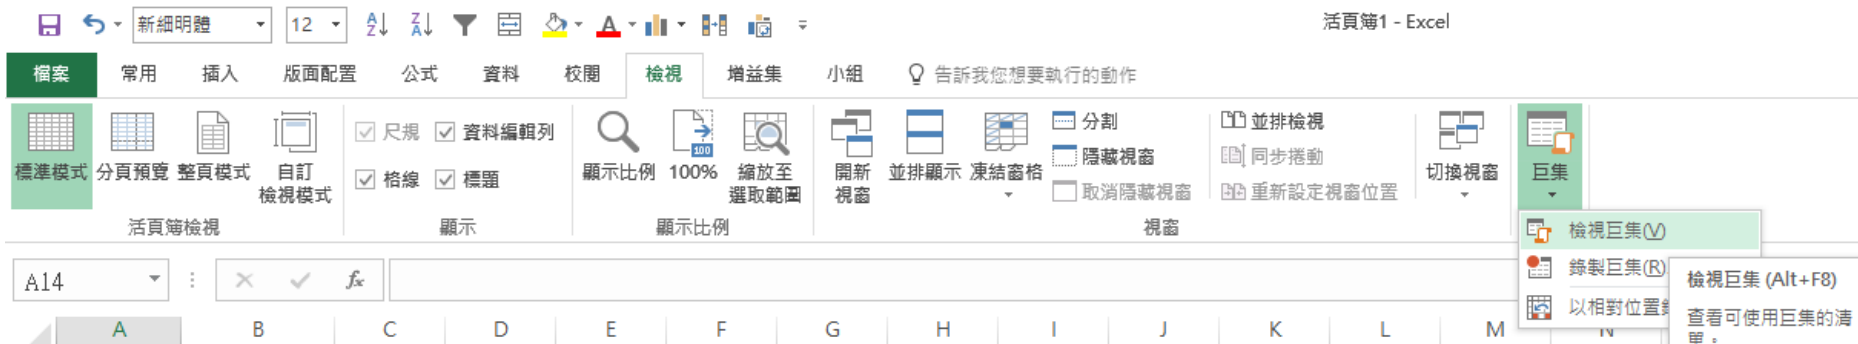 新細明體 12 活頁簿1 - Excel
檔案 常用 插入 版面配置 公式 資料 校閱 檢視 增益集 小組 告訴我您想要執行的動作
標準模式 分頁預覽 整頁模式 自訂
檢視模式
尺規 資料編輯列
格線 標題
顯示比例 100% 縮放至
選取範圍
開新
視窗
並排顯示 凍結窗格
分割
隱藏視窗
取消隱藏視窗
並排檢視
同步捲動
重新設定視窗位置
切換視窗 巨集
活頁簿檢視 顯示 顯示比例 視窗
檢視巨集(V)
錄製巨集(R)
以相對位置
檢視巨集 (Alt+F8)
查看可使用巨集的清
單。
A14 fx
A B C D E F G H I J K L M N